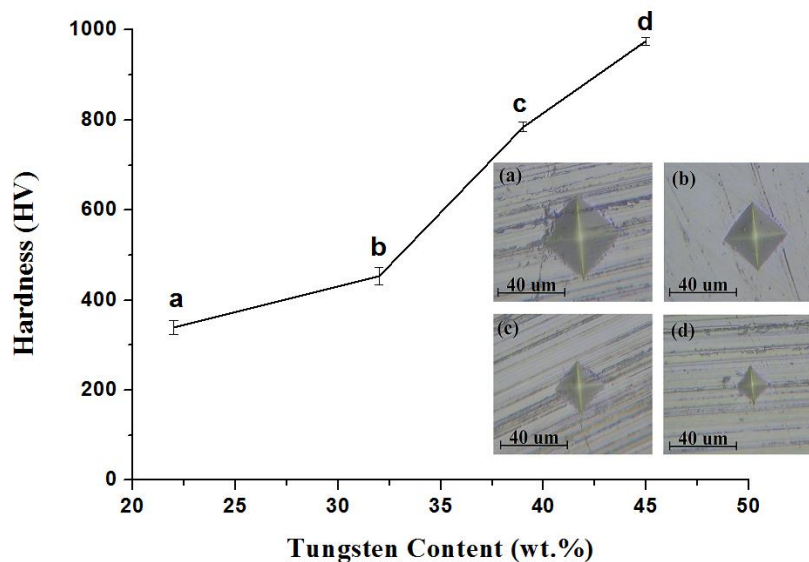 1000
800
600
400
200
0
Hardness (HV)
a
b
c
d
(a)
40 um
(b)
40 um
(c)
40 um
(d)
40 um
20
25
30
35
40
45
50
Tungsten Content (wt.%)